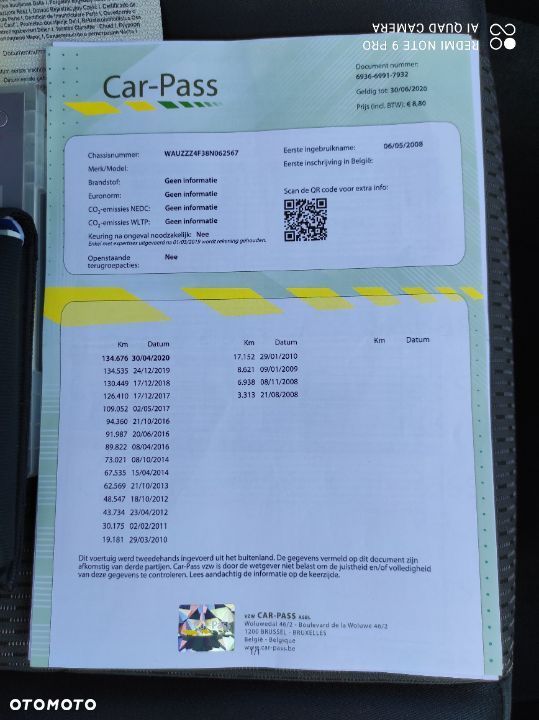 REDMI NOTE 9 PRO
AI QUAD CAMERA
Car-Pass
Document nummer:
6936-6991-7932
Geldig tot: 30/06/2020
Prijs (incl. BTW): € 8,80
Chassisnummer: WAUZZZ4F38N062567
Merk/Model:
Brandstof: Geen informatie
Euronorm: Geen informatie
CO2-emissies NEDC: Geen informatie
CO2-emissies WLTP: Geen informatie
Keuring na ongeval noodzakelijk: Nee
Enkel met expertises uitgevoerd na 01/01/2019 wordt rekening gehouden.
Openstaande terugroepacties: Nee
Eerste ingebruikname: 06/05/2008
Eerste inschrijving in België:
Scan de QR code voor extra info:
Km Datum
134.676 30/04/2020
134.535 24/12/2019
130.449 17/12/2018
126.410 17/12/2017
109.052 02/05/2017
94.360 21/10/2016
91.987 20/06/2016
89.822 08/04/2016
73.021 08/10/2014
67.535 15/04/2014
62.569 21/10/2013
48.547 18/10/2012
43.734 23/04/2012
30.175 02/02/2011
19.181 29/03/2010
Km Datum
17.152 29/01/2010
8.621 09/01/2009
6.938 08/11/2008
3.313 21/08/2008
Km Datum
Dit voertuig werd tweedehands ingevoerd uit het buitenland. De gegevens vermeld op dit document zijn
afkomstig van derde partijen. Car-Pass vzw is door de wetgever niet belast om de juistheid en/of volledigheid
van deze gegevens te controleren. Lees aandachtig de informatie op de keerzijde.
VZW CAR-PASS ASBL
Woluwedal 46/2 - Boulevard de la Woluwe 46/2
1200 BRUSSEL - BRUXELLES
België - Belgique
www.car-pass.be
1/1
OTOMOTO